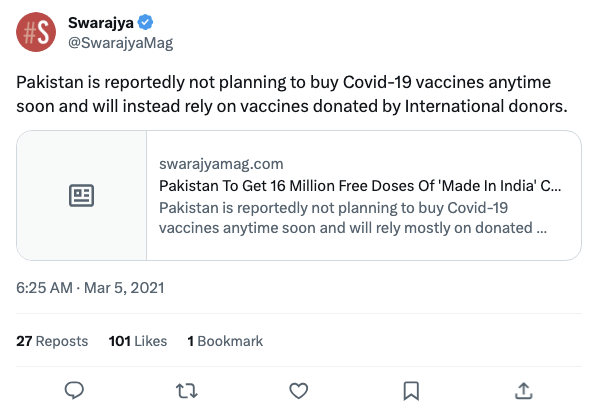 #S
Swarajya
@SwarajyaMag
Pakistan is reportedly not planning to buy Covid-19 vaccines anytime
soon and will instead rely on vaccines donated by International donors.
swarajyamag.com
Pakistan To Get 16 Million Free Doses Of 'Made In India' C...
Pakistan is reportedly not planning to buy Covid-19
vaccines anytime soon and will rely mostly on donated ...
6:25 AM · Mar 5, 2021
27 Reposts 101 Likes 1 Bookmark